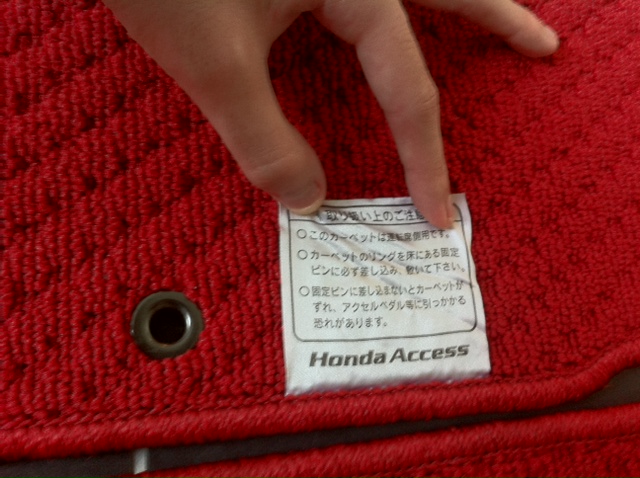 取り扱い上のご注意
○このカーペットは運転席側用です。
○カーペットのリングを床にある固定
ピンに必ず差し込み、敷いて下さい。
○固定ピンに差し込まないとカーペットが
ずれ、アクセルペダル等に引っかかる
恐れがあります。
Honda Access